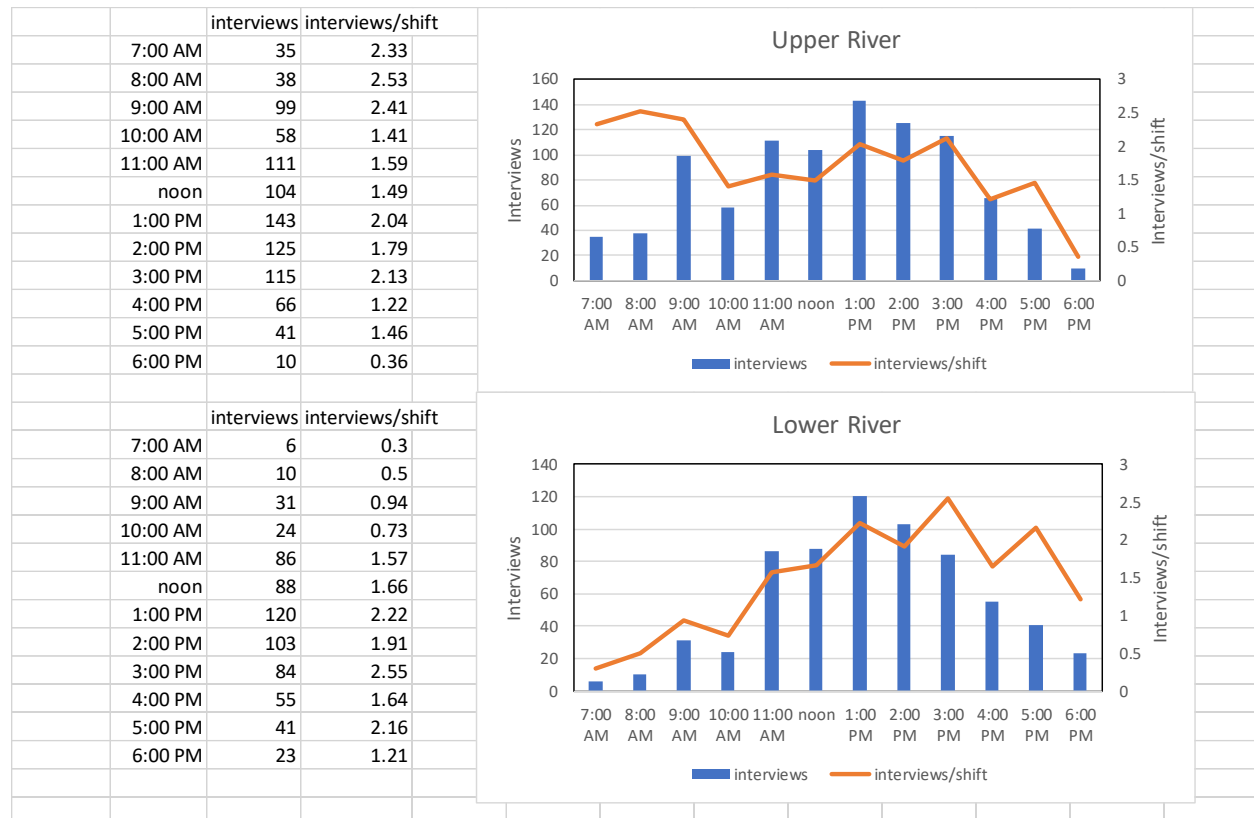 interviews interviews/shift
7:00 AM 35 2.33
8:00 AM 38 2.53
9:00 AM 99 2.41
10:00 AM 58 1.41
11:00 AM 111 1.59
noon 104 1.49
1:00 PM 143 2.04
2:00 PM 125 1.79
3:00 PM 115 2.13
4:00 PM 66 1.22
5:00 PM 41 1.46
6:00 PM 10 0.36
Upper River
Interviews
160
140
120
100
80
60
40
20
0
3
2.5
2
1.5
1
0.5
0
Interviews/shift
7:00 8:00 9:00 10:00 11:00 noon 1:00 2:00 3:00 4:00 5:00 6:00
AM AM AM AM AM PM PM PM PM PM PM
interviews interviews/shift
interviews interviews/shift
7:00 AM 6 0.3
8:00 AM 10 0.5
9:00 AM 31 0.94
10:00 AM 24 0.73
11:00 AM 86 1.57
noon 88 1.66
1:00 PM 120 2.22
2:00 PM 103 1.91
3:00 PM 84 2.55
4:00 PM 55 1.64
5:00 PM 41 2.16
6:00 PM 23 1.21
Lower River
Interviews
140
120
100
80
60
40
20
0
3
2.5
2
1.5
1
0.5
0
Interviews/shift
7:00 8:00 9:00 10:00 11:00 noon 1:00 2:00 3:00 4:00 5:00 6:00
AM AM AM AM AM PM PM PM PM PM PM
interviews interviews/shift